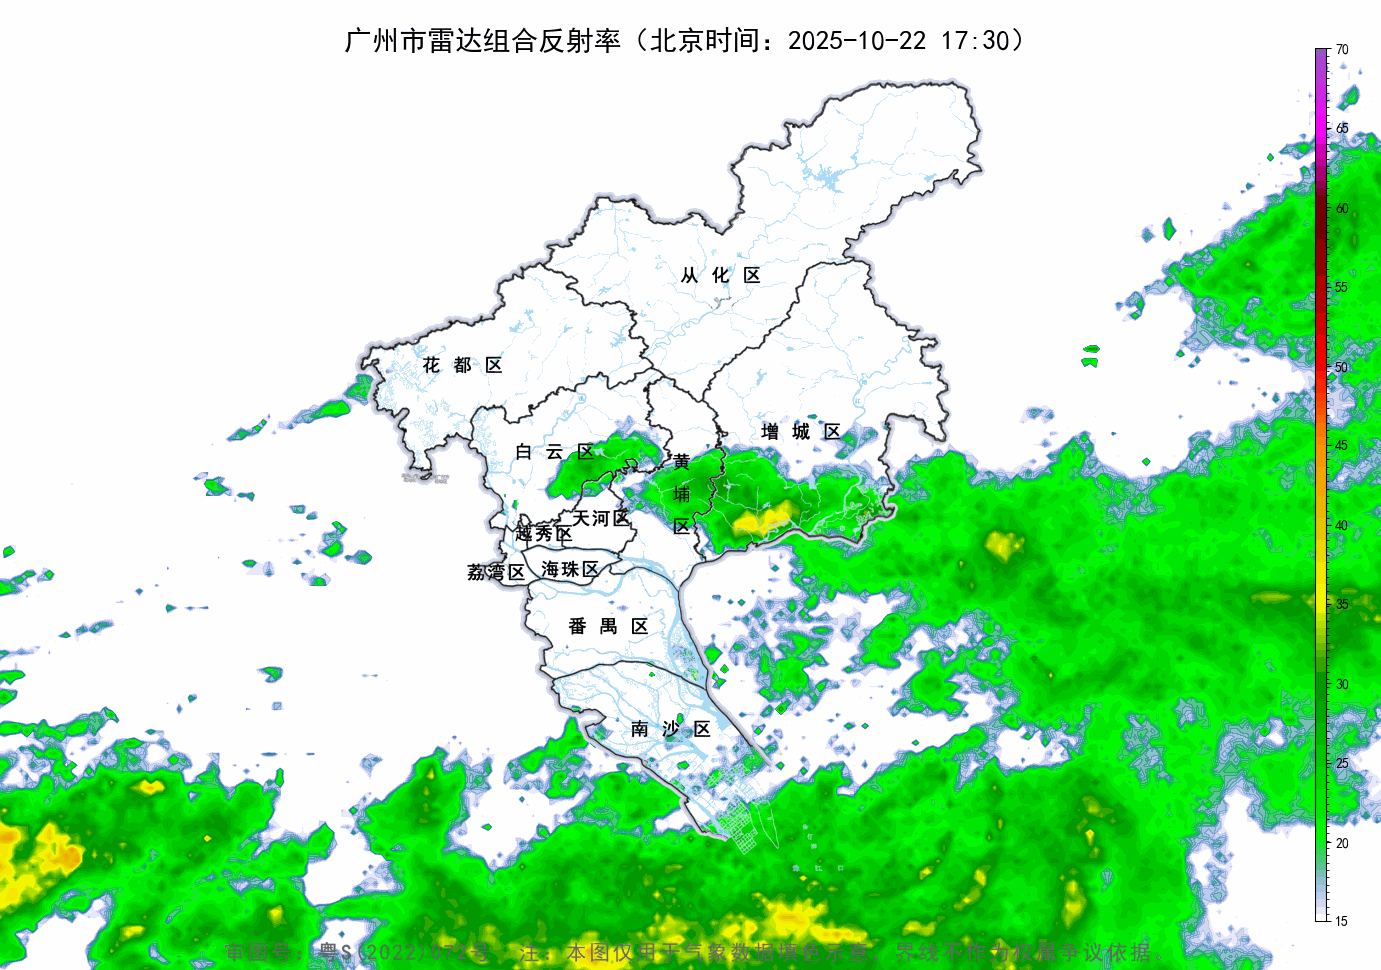 广州市雷达组合反射率（北京时间：2025-10-22 17:30）
70
65
60
55
50
45
40
35
30
25
20
15
从化区
花都区
增城区
白云区
黄埔区
天河区
越秀区
荔湾区
海珠区
番禺区
南沙区
审图号：粤S(2022)072号 注：本图仅用于气象数据填色示意，界线不作为权属争议依据。